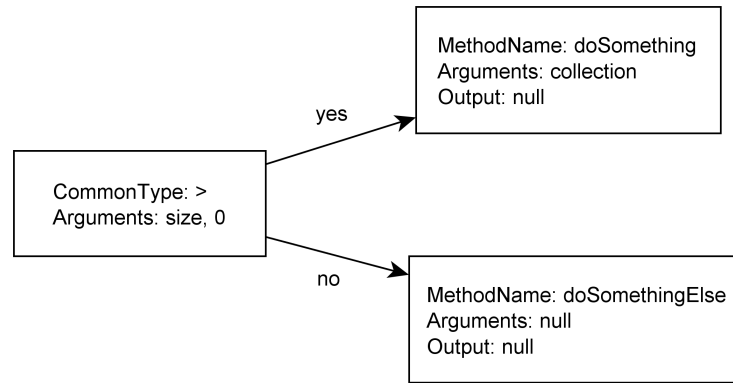 MethodName: doSomething
Arguments: collection
Output: null
yes
CommonType: >
Arguments: size, 0
no
MethodName: doSomethingElse
Arguments: null
Output: null